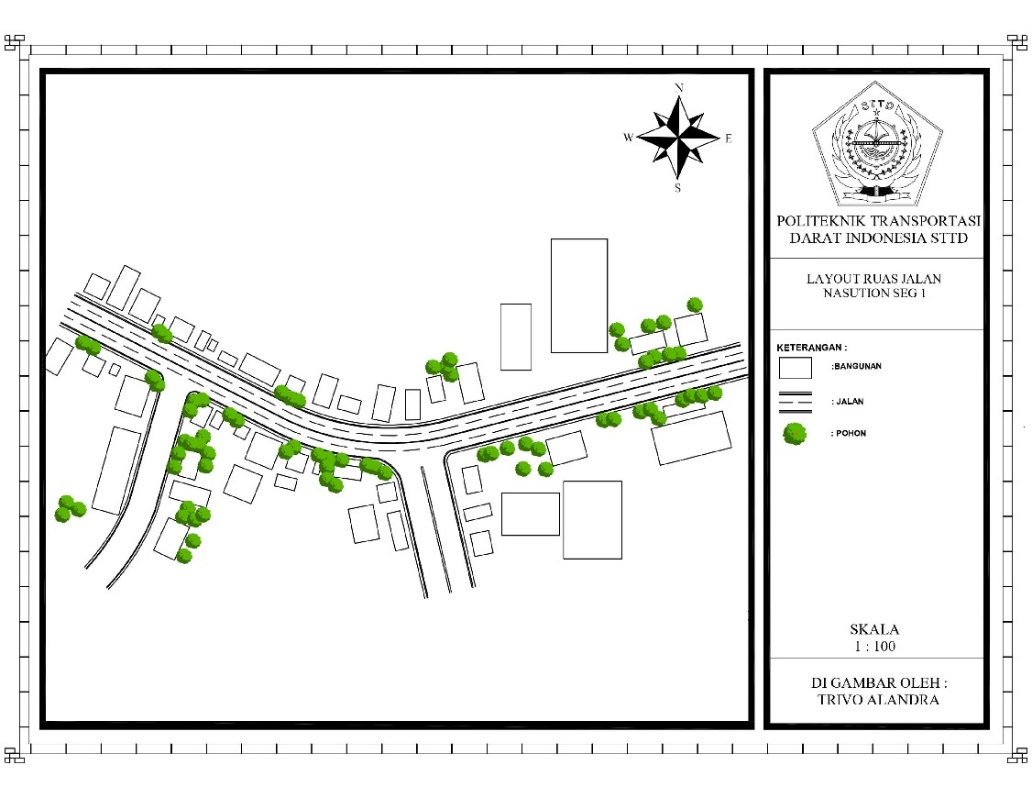 N
W
E
S
STTD
POLITEKNIK TRANSPORTASI
DARAT INDONESIA STTD
LAYOUT RUAS JALAN
NASUTION SEG 1
KETERANGAN :
:BANGUNAN
: JALAN
: POHON
SKALA
1 : 100
DI GAMBAR OLEH :
TRIVO ALANDRA